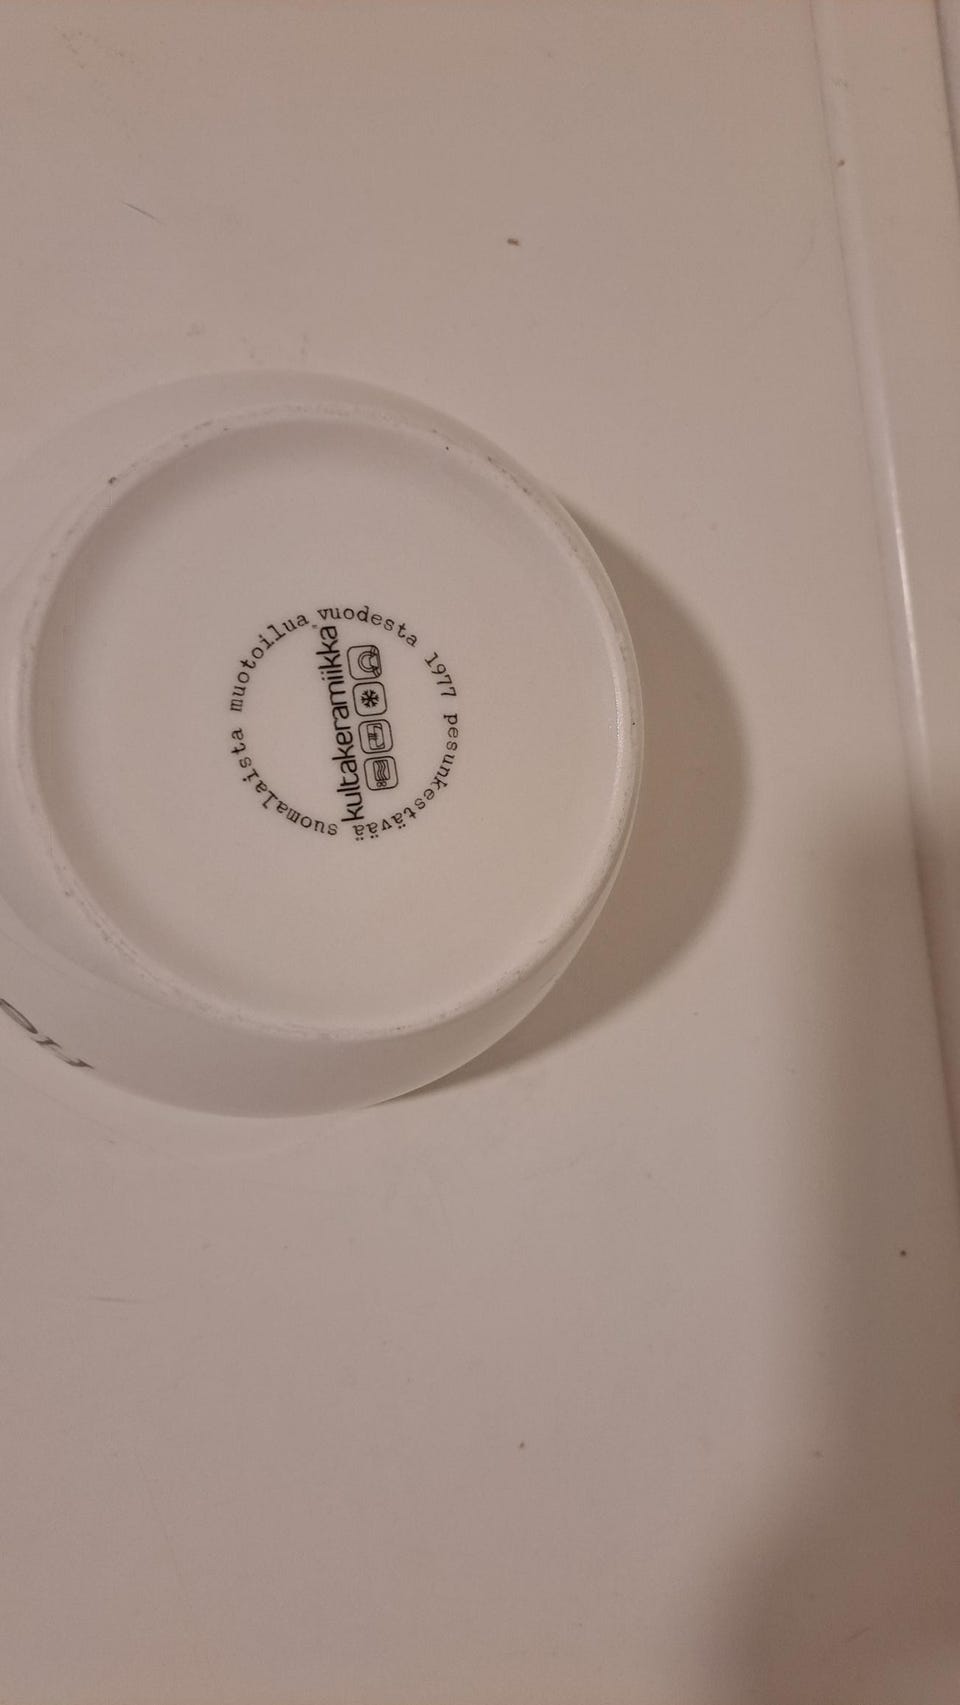 suomalaista muotoilua vuodesta 1977 pesunkestävää
kultakeramiikka